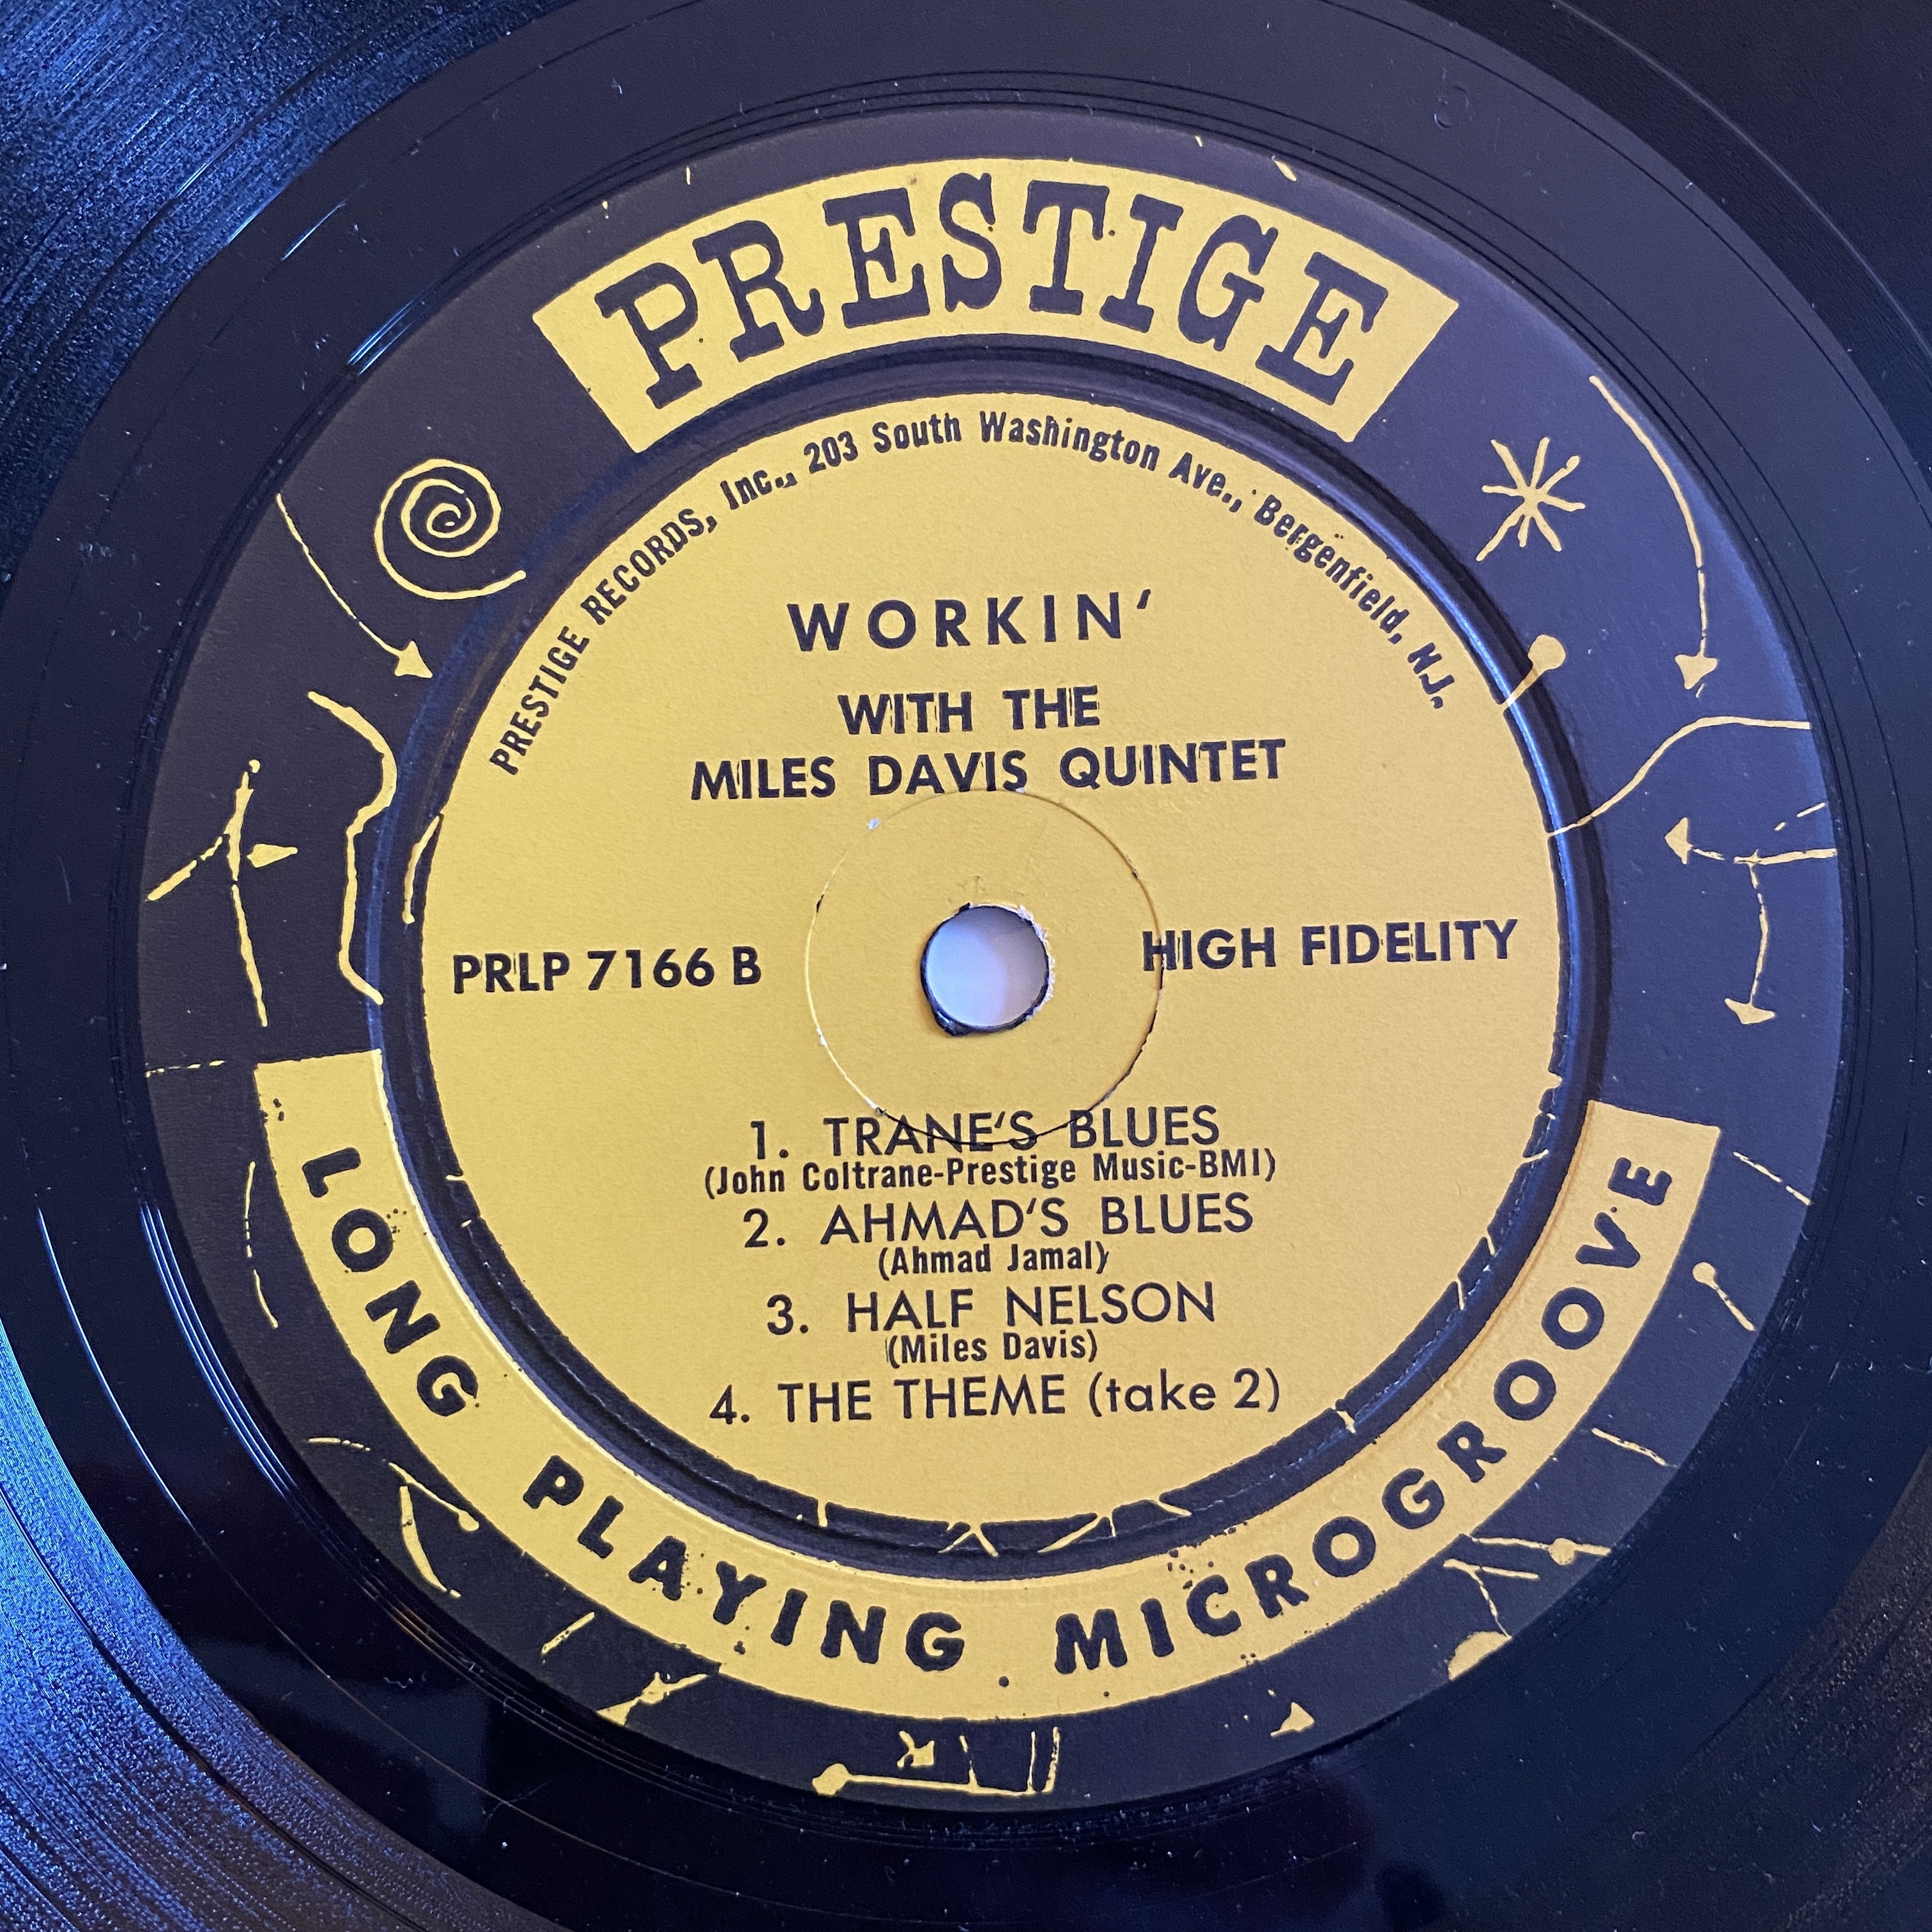 PRESTIGE
PRESTIGE RECORDS, Inc., 203 South Washington Ave., Bergenfield, N.J.
WORKIN'
WITH THE
MILES DAVIS QUINTET
PRLP 7166 B
HIGH FIDELITY
1. TRANE'S BLUES
(John Coltrane-Prestige Music-BMI)
2. AHMAD'S BLUES
(Ahmad Jamal)
3. HALF NELSON
(Miles Davis)
4. THE THEME (take 2)
LONG PLAYING MICROGROOVE